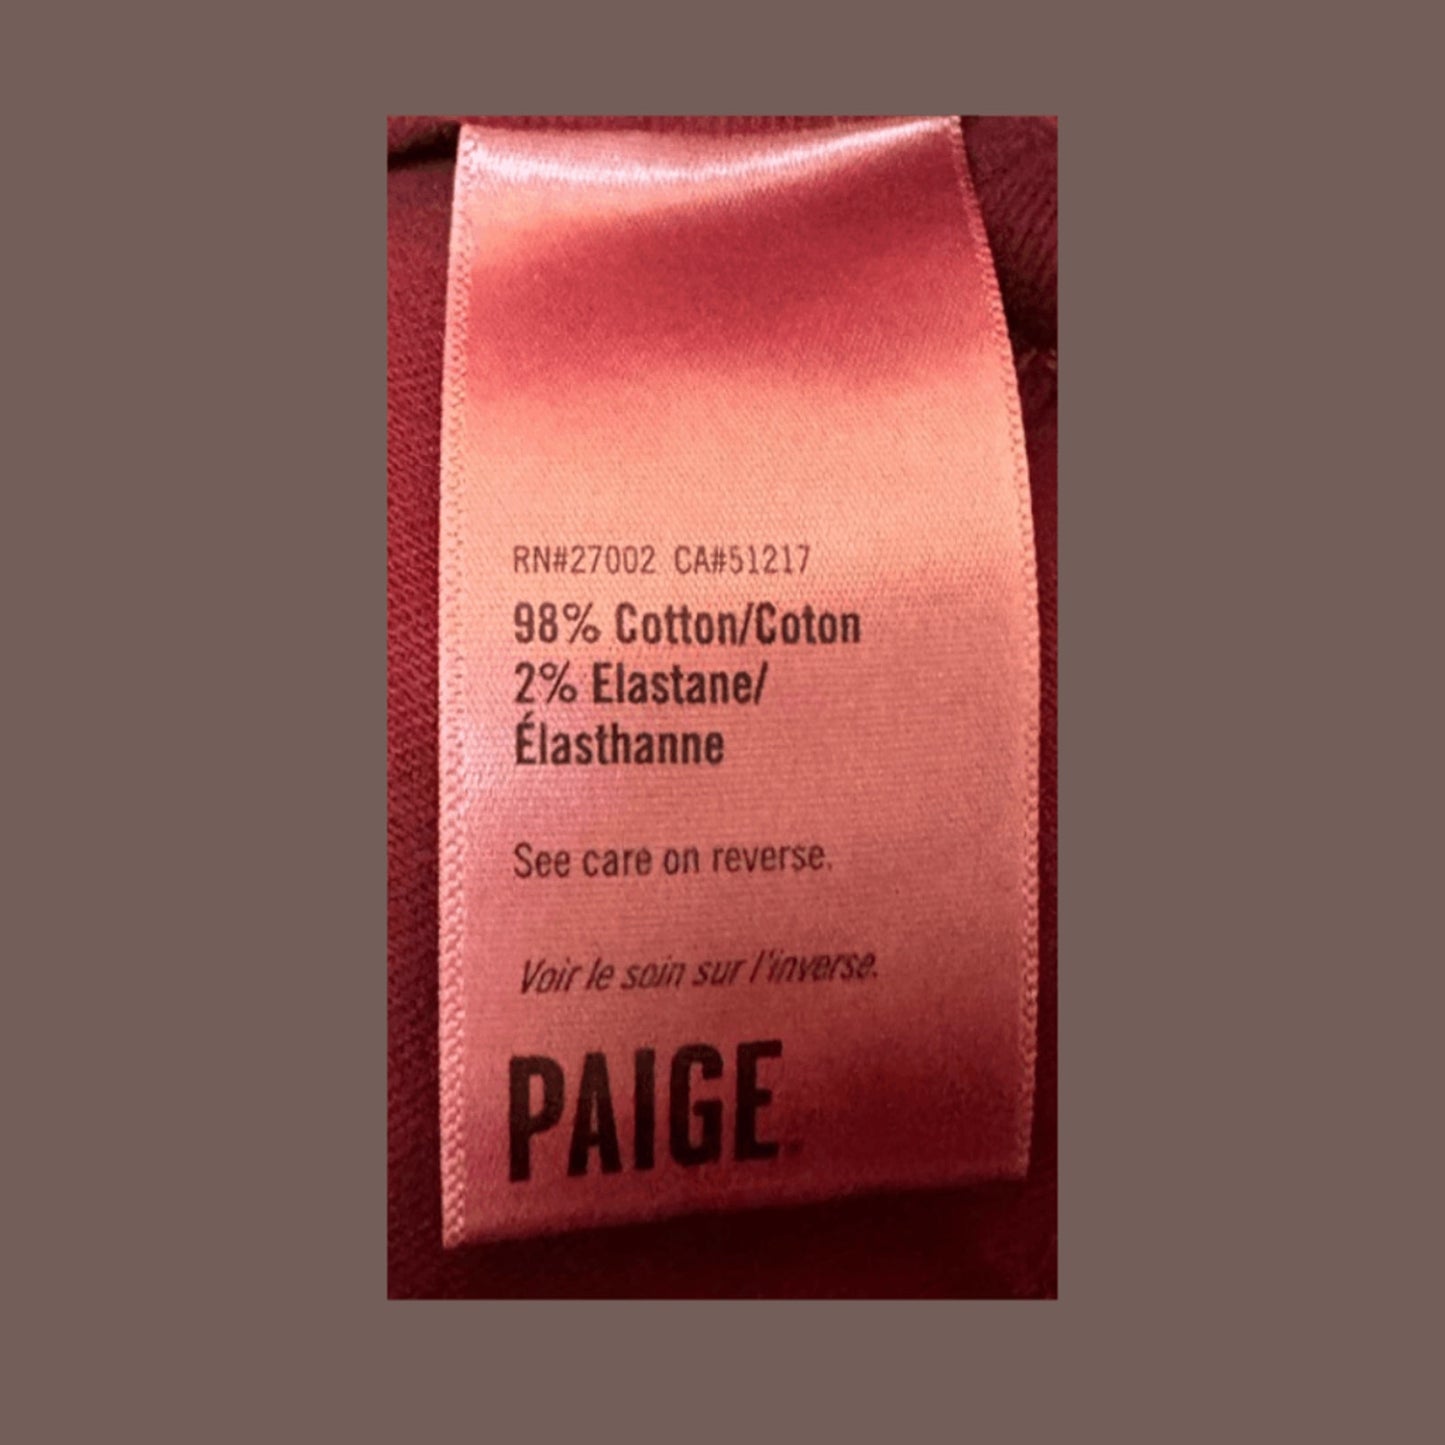 RN#27002 CA#51217
98% Cotton/Coton
2% Elastane/
Élasthanne
See care on reverse.
Voir le soin sur l'inverse.
PAIGE